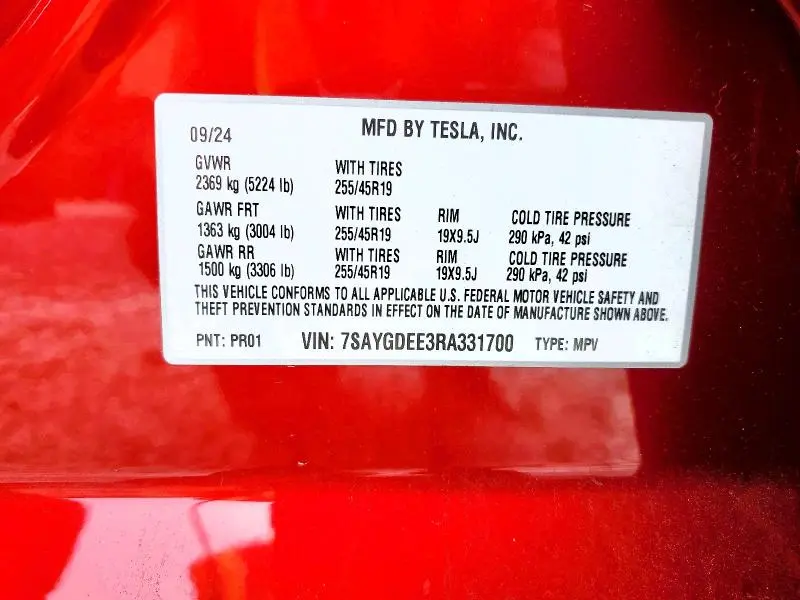 09/24 MFD BY TESLA, INC.
GVWR WITH TIRES
2369 kg (5224 lb) 255/45R19
GAWR FRT WITH TIRES RIM COLD TIRE PRESSURE
1363 kg (3004 lb) 255/45R19 19X9.5J 290 kPa, 42 psi
GAWR RR WITH TIRES RIM COLD TIRE PRESSURE
1500 kg (3306 lb) 255/45R19 19X9.5J 290 kPa, 42 psi
THIS VEHICLE CONFORMS TO ALL APPLICABLE U.S. FEDERAL MOTOR VEHICLE SAFETY AND
THEFT PREVENTION STANDARDS IN EFFECT ON THE DATE OF MANUFACTURE SHOWN ABOVE.
PNT: PR01 VIN: 7SAYGDEE3RA331700 TYPE: MPV